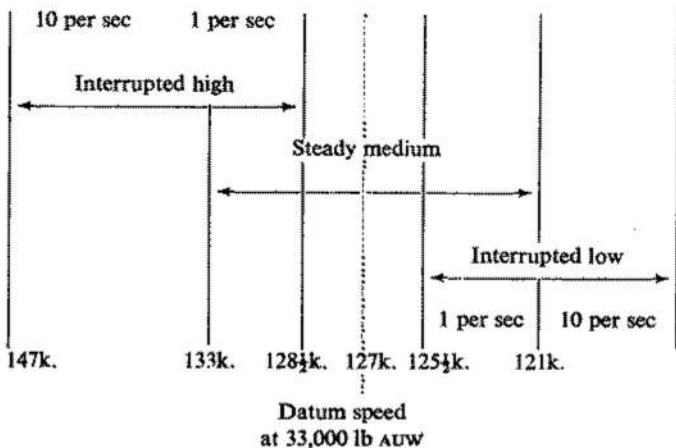 10 per sec 1 per sec
Interrupted high
Steady medium
Interrupted low
1 per sec 10 per sec
147k. 133k. 128½k. 127k. 125½k. 121k.
Datum speed
at 33,000 lb AUW